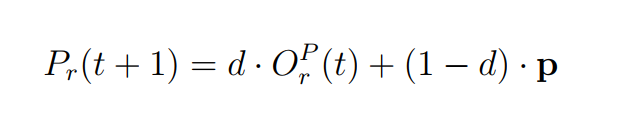 P_r(t + 1) = d · O_r^P(t) + (1 − d) · **p**